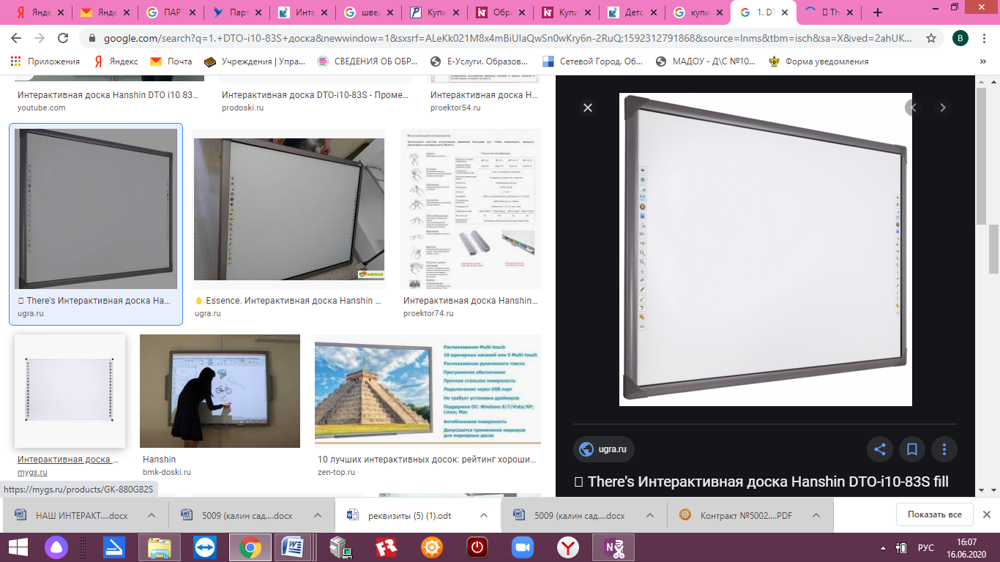 Янде
Яндe
ПАРТ
Парт
Инте
шве,
Купи
Обра
Купи
Детс
купи
1. DT
Th
google.com/search?q=1.+DTO-i10-83S+доска&newwindow=1&sxsrf=ALeKk021M8x4mBiUIaQwSn0wKry6n-2RuQ:1592312791868&source=lnms&tbm=isch&sa=X&ved=2ahUK...
В
Приложения
Яндекс
Почта
Учреждения | Упра...
СВЕДЕНИЯ ОБ ОБР...
Е-Услуги. Образов...
Сетевой Город. Об...
МАДОУ - Д\С №10...
Форма уведомления
Интерактивная доска Hanshin DTO i10 83...
youtube.com
Интерактивная доска DTO-i10-83S - Проме...
prodoski.ru
Интерактивная доска Н...
proektor54.ru
There's Интерактивная доска На...
ugra.ru
Essence. Интерактивная доска Hanshin ...
ugra.ru
Интерактивная доска Hanshin...
proektor74.ru
Интерактивная доска ...
mygs.ru
Hanshin
bmk-doski.ru
Распознавание Multi-touch
10 одинарных касаний или 5 Multi-touch
Распознавание рукописного текста
Программное обеспечение
Прочная стальная поверхность
Подключение через USB порт
Не требует установки драйверов
Поддержка ОС: Windows 8/7/Vista/XP;
Linux; Mac
Антибликовая поверхность
Допускается применение маркеров
для маркерных досок
10 лучших интерактивных досок: рейтинг хороши...
zen-top.ru
ugra.ru
There's Интерактивная доска Hanshin DTO-i10-83S fill
https://mygs.ru/products/GK-880G82S
НАШ ИНТЕРАКТ....docx
5009 (калин сад,...docx
реквизиты (5) (1).odt
5009 (калин сад,...docx
Контракт №5002....PDF
Показать все
РУС
16:07
16.06.2020